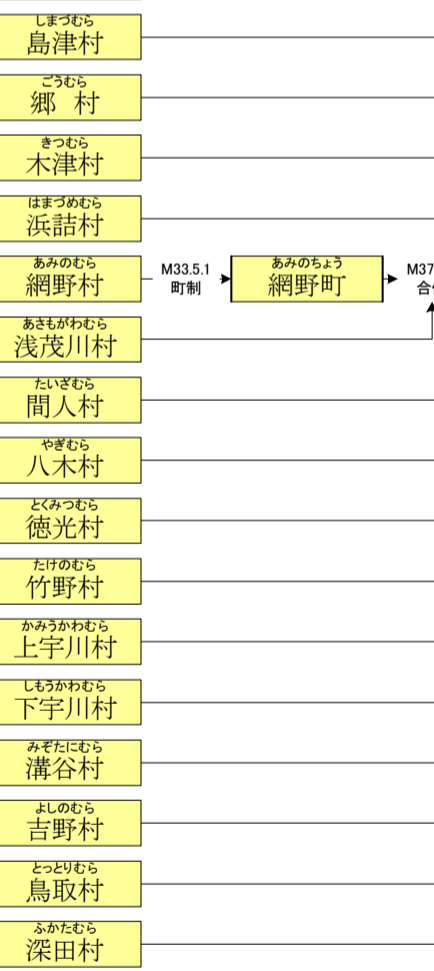 しまづむら
島津村
ごうむら
郷 村
きつむら
木津村
はまづめむら
浜詰村
あみのむら
網野村
M33.5.1
町制
あみのちょう
網野町
M37
合
あさもがわむら
浅茂川村
たいざむら
間人村
やぎむら
八木村
とくみつむら
徳光村
たけのむら
竹野村
かみうかわむら
上宇川村
しもうかわむら
下宇川村
みぞたにむら
溝谷村
よしのむら
吉野村
とっとりむら
鳥取村
ふかたむら
深田村